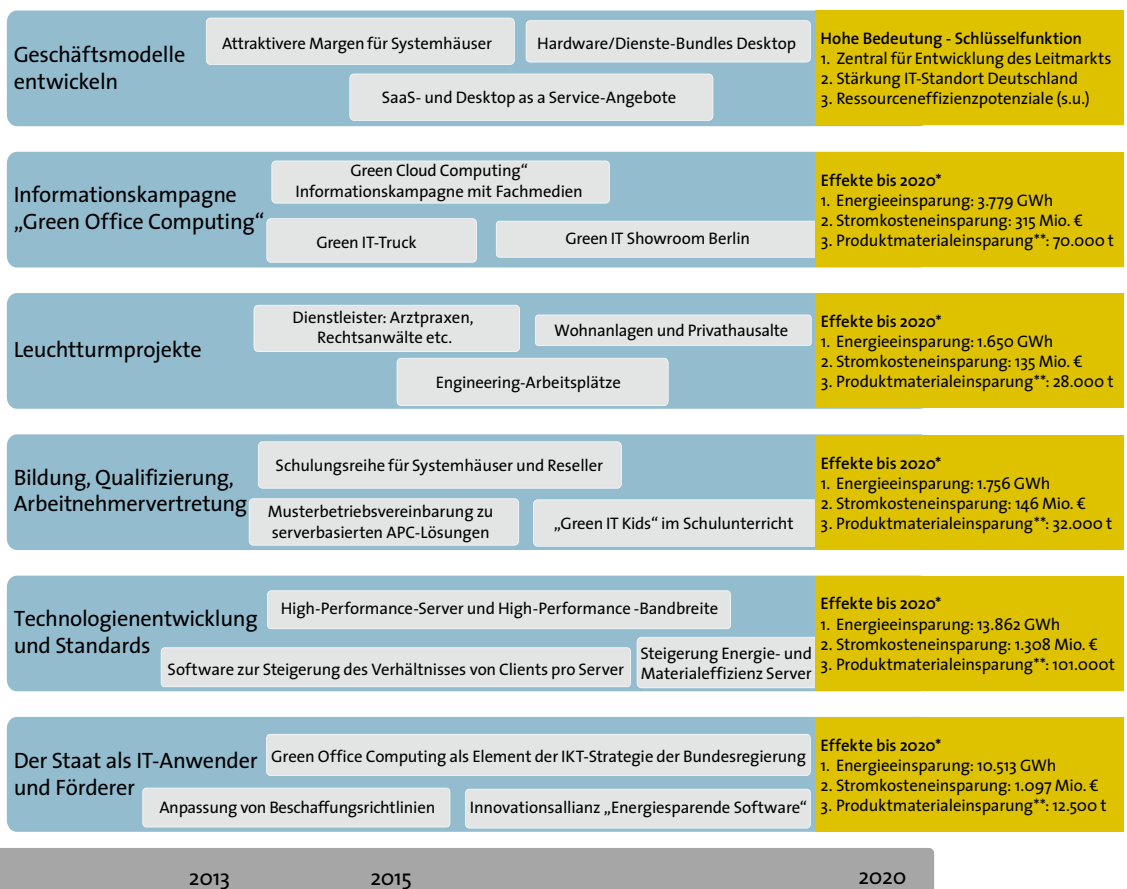 Geschäftsmodelle
entwickeln
Attraktivere Margen für Systemhäuser
Hardware/Dienste-Bundles Desktop
SaaS- und Desktop as a Service-Angebote
Hohe Bedeutung - Schlüsselfunktion
1. Zentral für Entwicklung des Leitmarkts
2. Stärkung IT-Standort Deutschland
3. Ressourceneffizienzpotenziale (s.u.)
Informationskampagne
„Green Office Computing“
Green Cloud Computing“
Informationskampagne mit Fachmedien
Green IT-Truck
Green IT Showroom Berlin
Effekte bis 2020*
1. Energieeinsparung: 3.779 GWh
2. Stromkosteneinsparung: 315 Mio. €
3. Produktmaterialeinsparung**: 70.000 t
Leuchtturmprojekte
Dienstleister: Arztpraxen,
Rechtsanwälte etc.
Wohnanlagen und Privathausalte
Engineering-Arbeitsplätze
Effekte bis 2020*
1. Energieeinsparung: 1.650 GWh
2. Stromkosteneinsparung: 135 Mio. €
3. Produktmaterialeinsparung**: 28.000 t
Bildung, Qualifizierung,
Arbeitnehmervertretung
Schulungsreihe für Systemhäuser und Reseller
Musterbetriebsvereinbarung zu
serverbasierten APC-Lösungen
„Green IT Kids“ im Schulunterricht
Effekte bis 2020*
1. Energieeinsparung: 1.756 GWh
2. Stromkosteneinsparung: 146 Mio. €
3. Produktmaterialeinsparung**: 32.000 t
Technologienentwicklung
und Standards
High-Performance-Server und High-Performance -Bandbreite
Software zur Steigerung des Verhältnisses von Clients pro Server
Steigerung Energie- und
Materialeffizienz Server
Effekte bis 2020*
1. Energieeinsparung: 13.862 GWh
2. Stromkosteneinsparung: 1.308 Mio. €
3. Produktmaterialeinsparung**: 101.000t
Der Staat als IT-Anwender
und Förderer
Green Office Computing als Element der IKT-Strategie der Bundesregierung
Anpassung von Beschaffungsrichtlinien
Innovationsallianz „Energiesparende Software“
Effekte bis 2020*
1. Energieeinsparung: 10.513 GWh
2. Stromkosteneinsparung: 1.097 Mio. €
3. Produktmaterialeinsparung**: 12.500 t
2013
2015
2020